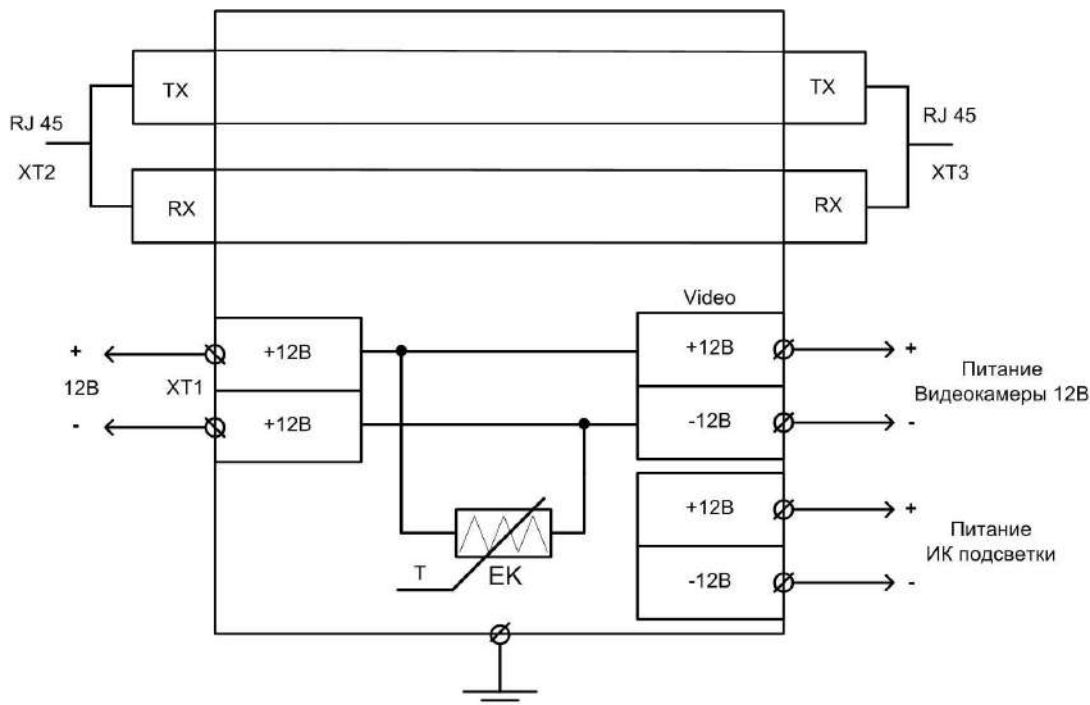 TX
TX
RJ 45
RJ 45
XT2
XT3
RX
RX
Video
+
+12В
+12В
+
12В
XT1
Питание
Видеокамеры 12В
-
+12В
-12В
-
+12В
+
Питание
ИК подсветки
T
EK
-12В
-